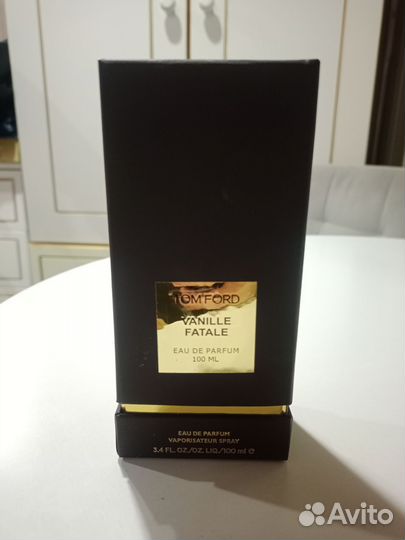 TOM FORD
VANILLE
FATALE
EAU DE PARFUM
100 ML
EAU DE PARFUM
VAPORISATEUR SPRAY
3.4 FL. OZ./OZ. LIQ./100 ml ℮
Avito